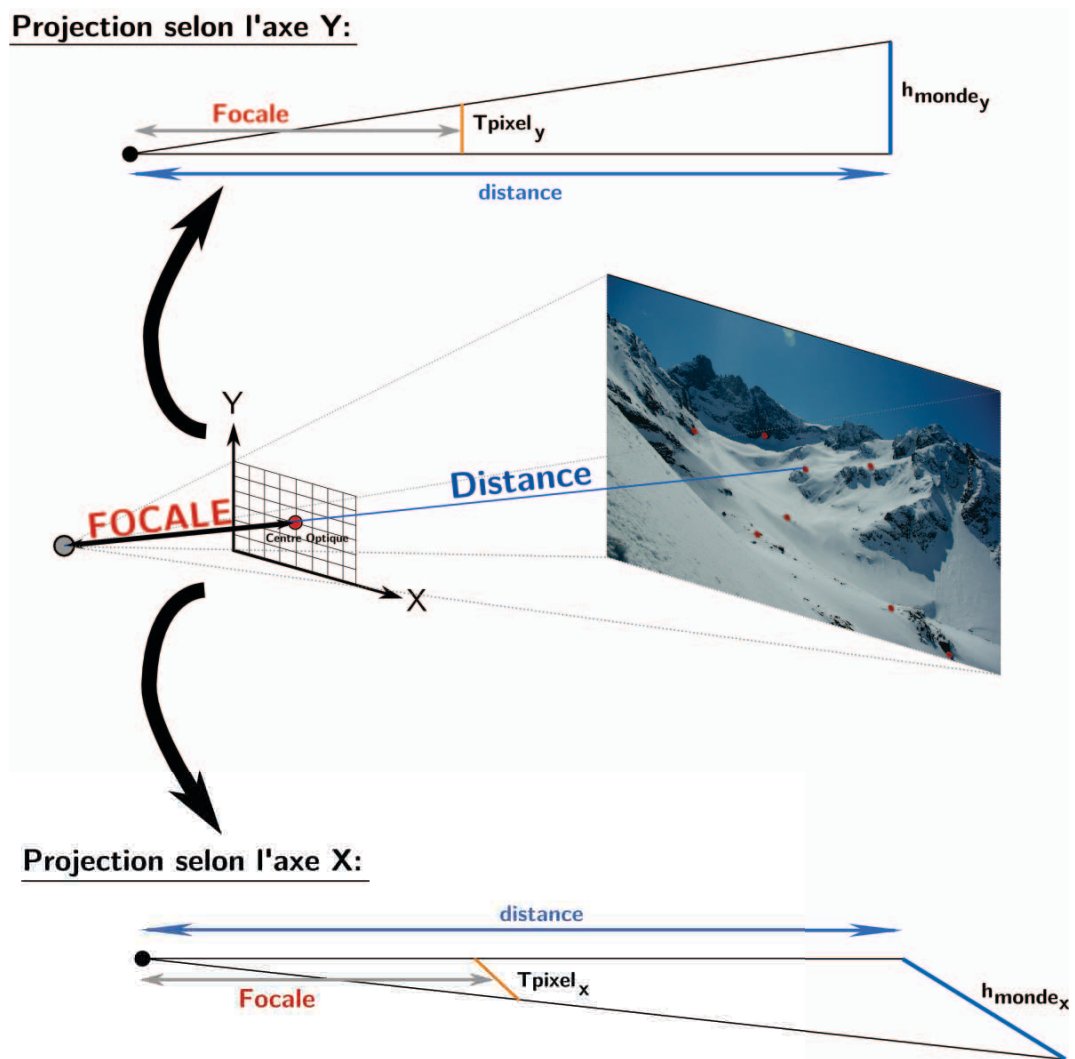 Projection selon l'axe Y:
Focale
Tpixel_y
h_monde_y
distance
Y
Distance
FOCALE
Centre Optique
X
Projection selon l'axe X:
distance
Tpixel_x
Focale
h_monde_x